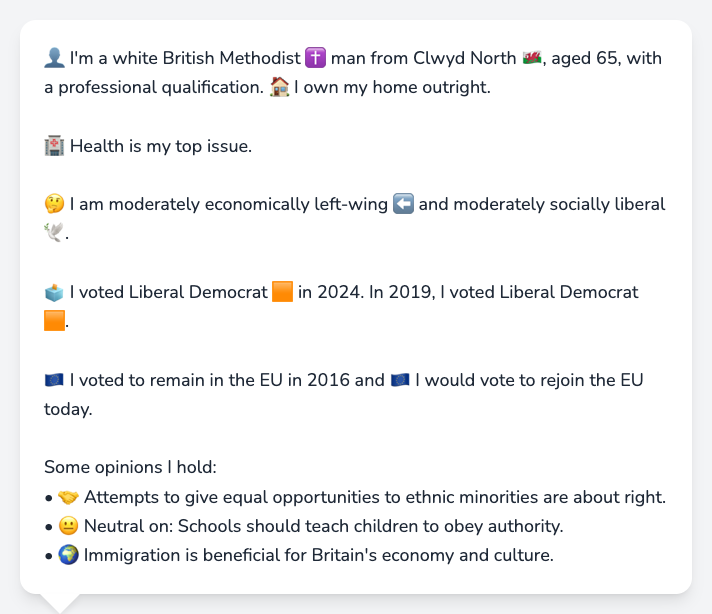 👤 I'm a white British Methodist ✝️ man from Clwyd North 🏴󠁧󠁢󠁷󠁬󠁳󠁿, aged 65, with
a professional qualification. 🏠 I own my home outright.
🏥 Health is my top issue.
🤔 I am moderately economically left-wing ⬅️ and moderately socially liberal
🕊️.
🗳️ I voted Liberal Democrat 🟧 in 2024. In 2019, I voted Liberal Democrat
🟧.
🇪🇺 I voted to remain in the EU in 2016 and 🇪🇺 I would vote to rejoin the EU
today.
Some opinions I hold:
• 🤝 Attempts to give equal opportunities to ethnic minorities are about right.
• 😐 Neutral on: Schools should teach children to obey authority.
• 🌍 Immigration is beneficial for Britain's economy and culture.